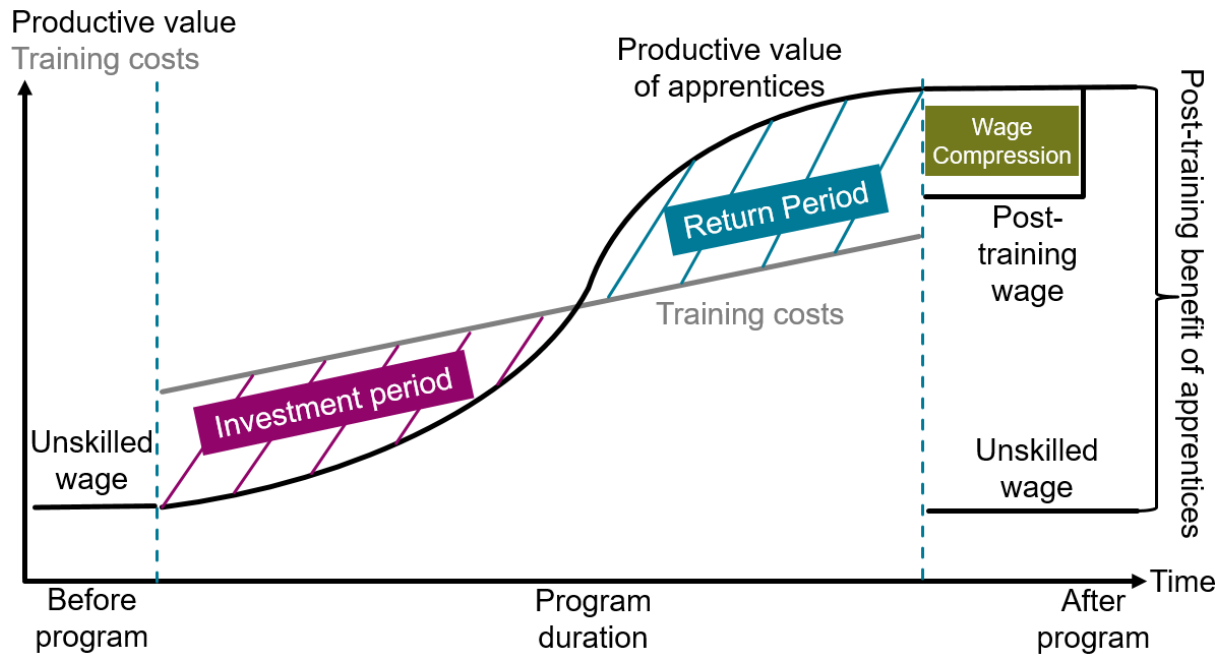 Productive value
Training costs
Productive value
of apprentices
Wage
Compression
Return Period
Post-
training
wage
Training costs
Investment period
Unskilled
wage
Unskilled
wage
Post-training benefit of apprentices
Time
Before
program
Program
duration
After
program